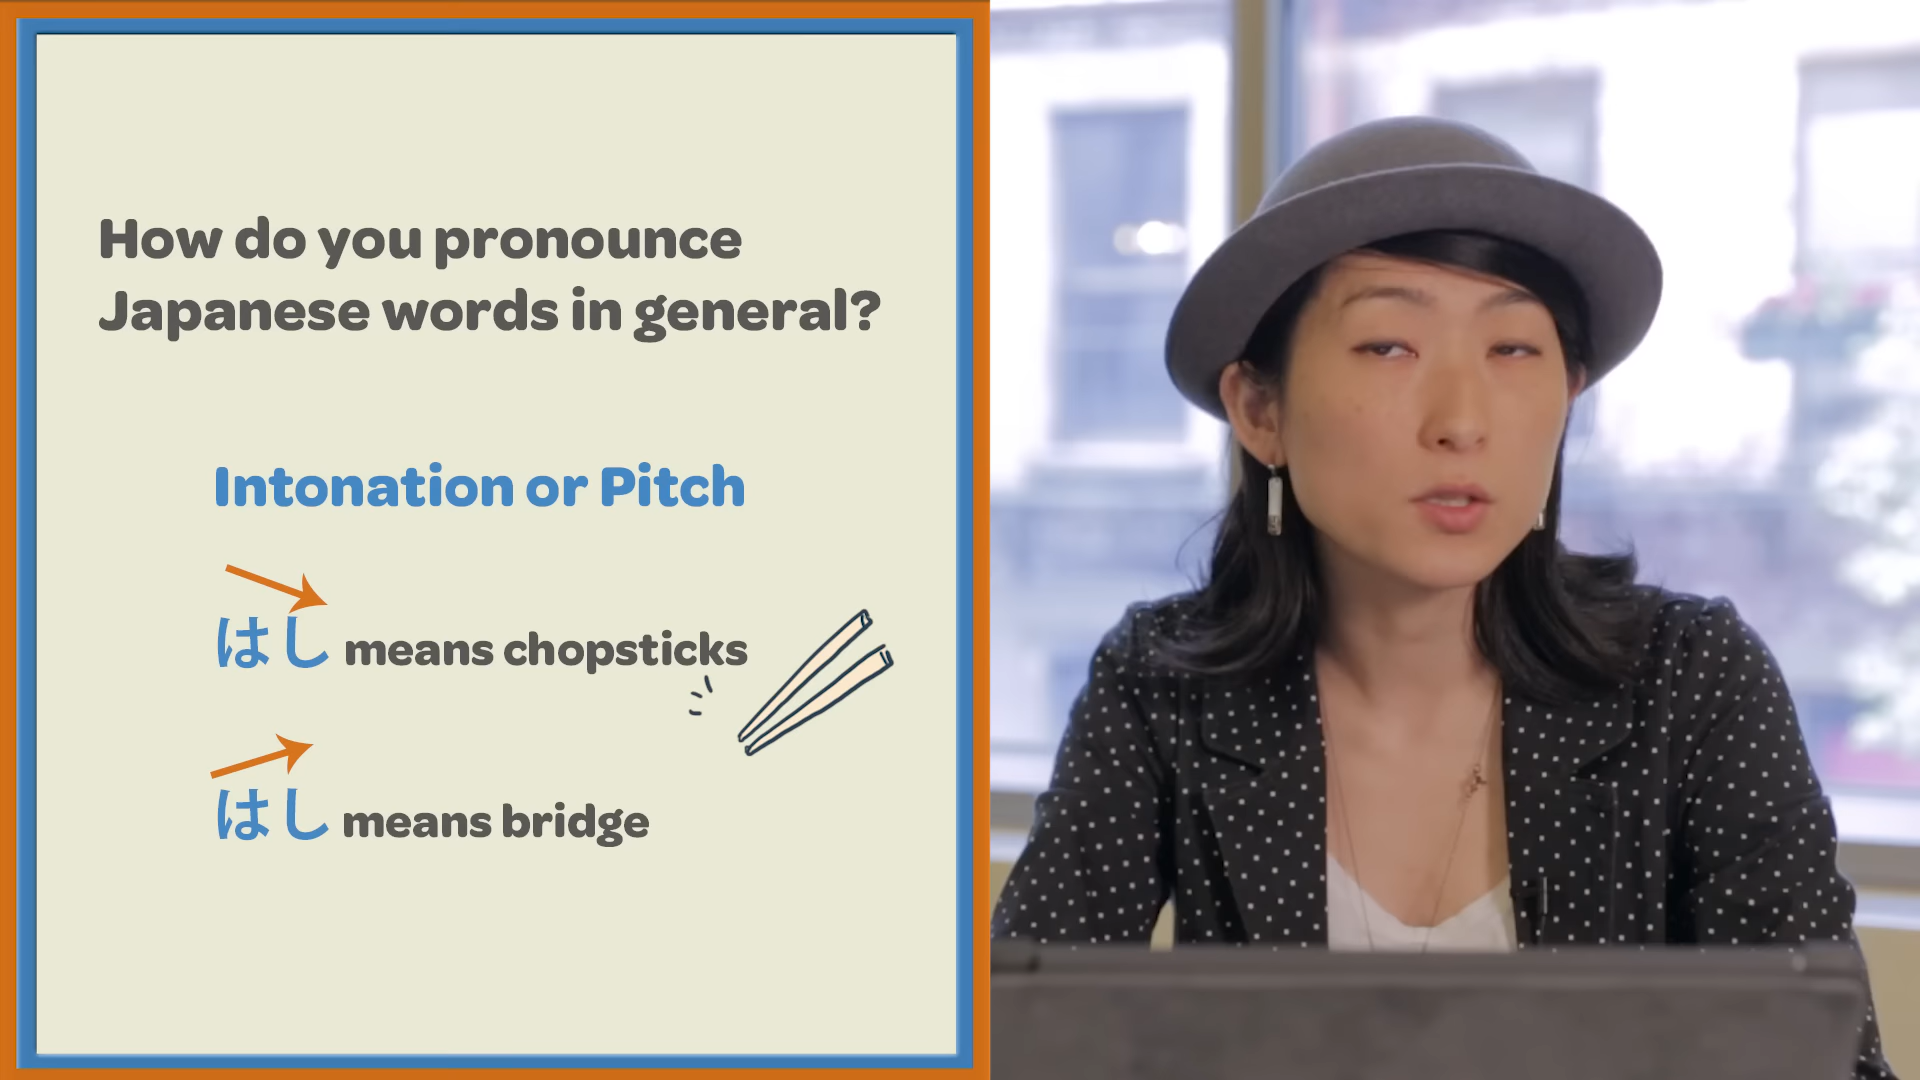 How do you pronounce
Japanese words in general?
Intonation or Pitch
はし means chopsticks
はし means bridge